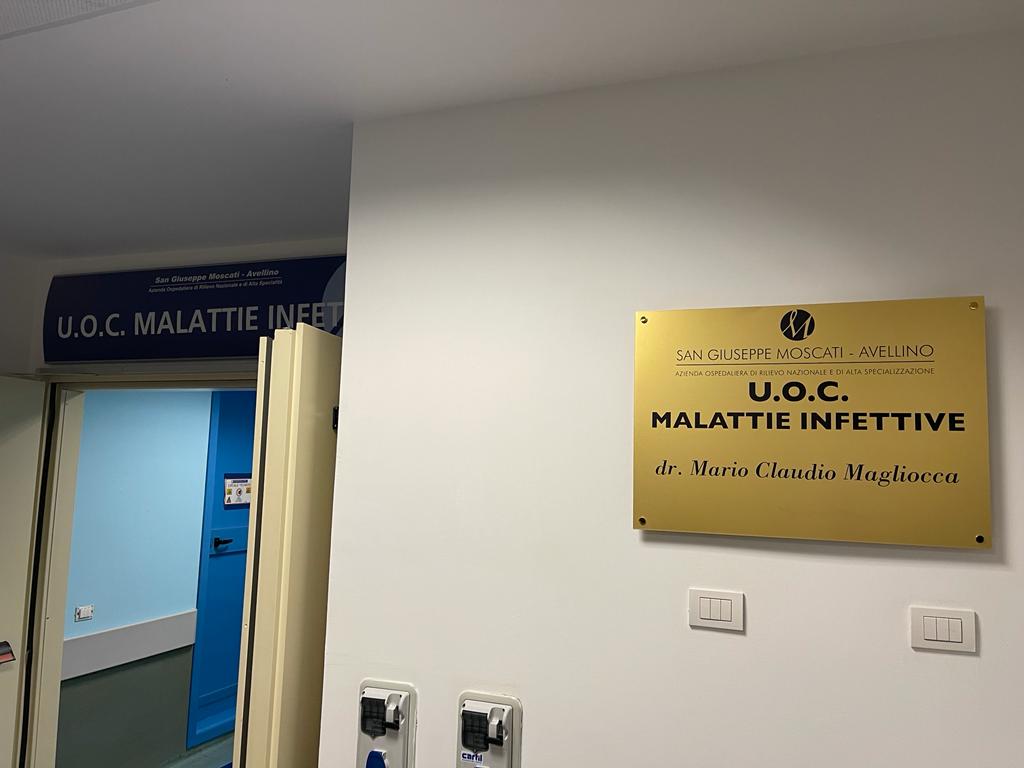 San Giuseppe Moscati - Avellino
Azienda Ospedaliera di Rilievo Nazionale e di Alta Specialità
U.O.C. MALATTIE INFET
SAN GIUSEPPE MOSCATI - AVELLINO
AZIENDA OSPEDALIERA DI RILIEVO NAZIONALE E DI ALTA SPECIALIZZAZIONE
U.O.C.
MALATTIE INFETTIVE
dr. Mario Claudio Magliocca